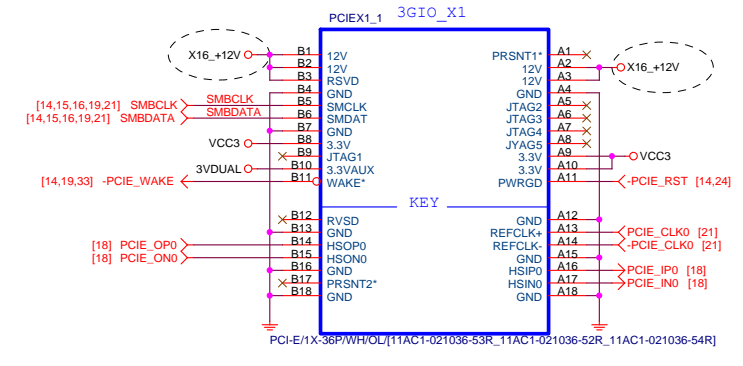 PCIEX1_1 3GIO_X1
X16_+12V B1 12V PRSNT1* A1
B2 12V 12V A2 X16_+12V
B3 RSVD 12V A3
B4 GND GND A4
[14,15,16,19,21] SMBCLK SMBCLK B5 SMCLK JTAG2 A5
[14,15,16,19,21] SMBDATA SMBDATA B6 SMDAT JTAG3 A6
B7 GND JTAG4 A7
VCC3 B8 3.3V JYAG5 A8
B9 JTAG1 3.3V A9 VCC3
3VDUAL B10 3.3VAUX 3.3V A10
[14,19,33] -PCIE_WAKE B11 WAKE* PWRGD A11 -PCIE_RST [14,24]
KEY
B12 RVSD GND A12
B13 GND REFCLK+ A13 PCIE_CLK0 [21]
[18] PCIE_OP0 B14 HSOP0 REFCLK- A14 -PCIE_CLK0 [21]
[18] PCIE_ON0 B15 HSON0 GND A15
B16 GND HSIP0 A16 PCIE_IP0 [18]
B17 PRSNT2* HSIN0 A17 PCIE_IN0 [18]
B18 GND GND A18
PCI-E/1X-36P/WH/OL/[11AC1-021036-53R_11AC1-021036-52R_11AC1-021036-54R]